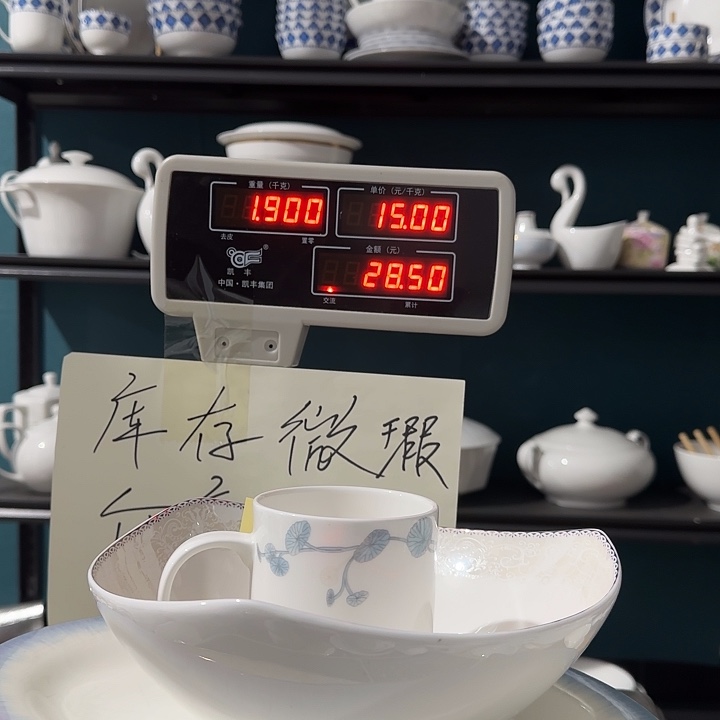 重量（千克）
单价（元/千克）
1.900
15.00
去皮
置零
金额（元）
28.50
凯丰
®
中国·凯丰集团
交流
累计
库存微瑕